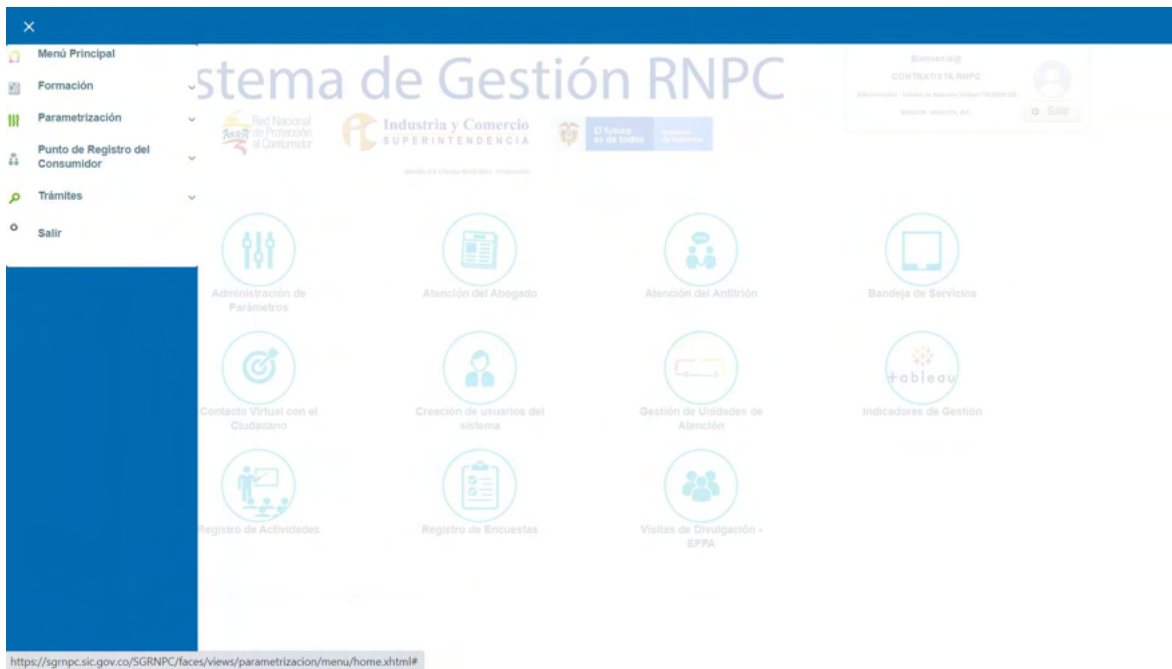 Menú Principal
Formación
Parametrización
Punto de Registro del
Consumidor
Trámites
Salir
stema de Gestión RNPC
Red Nacional
de Protección
al Consumidor
Industria y Comercio
SUPERINTENDENCIA
El futuro
es de todos
Bienvenid@
CONTRATISTA RNPC
Salir
Administración de
Parámetros
Atención del Abogado
Atención del Anfitrión
Bandeja de Servicios
Contacto Virtual con el
Ciudadano
Creación de usuarios del
sistema
Gestión de Unidades de
Atención
+ableau
Indicadores de Gestión
Registro de Actividades
Registro de Encuestas
Visitas de Divulgación -
EPPA
https://sgrnpc.sic.gov.co/SGRNPC/faces/views/parametrizacion/menu/home.xhtml#